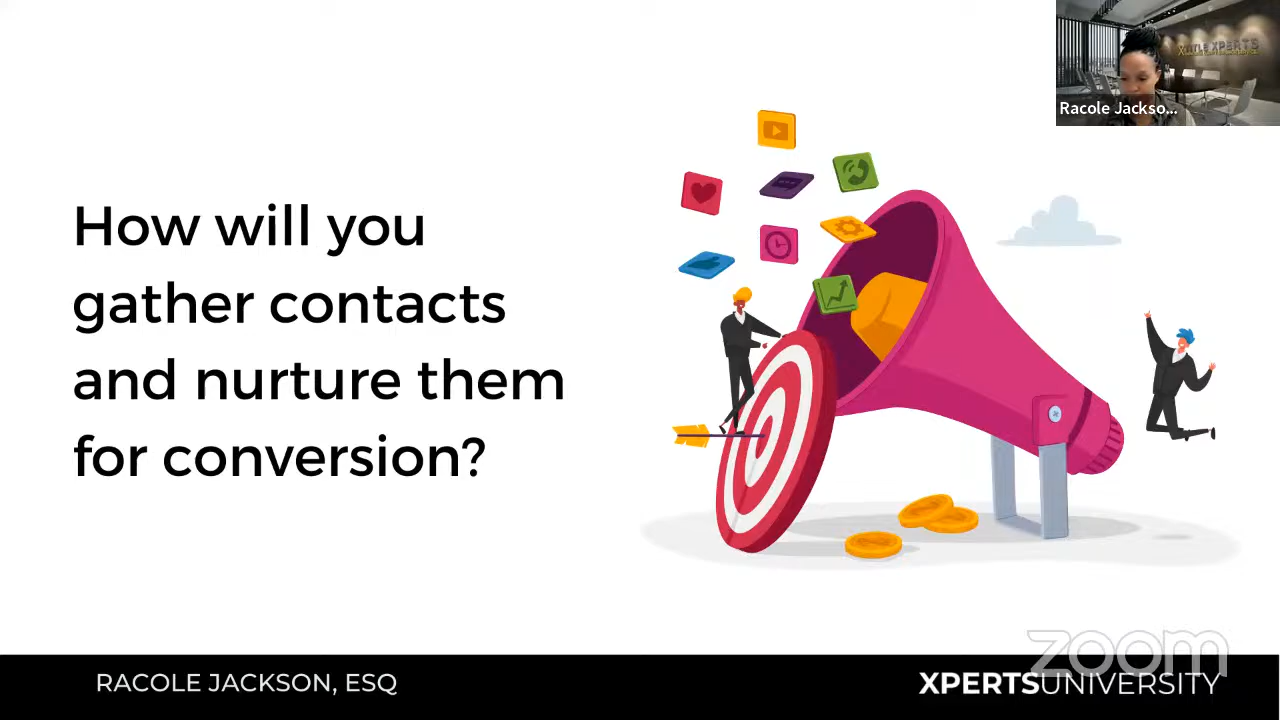 Racole Jackso...
How will you
gather contacts
and nurture them
for conversion?
zoom
RACOLE JACKSON, ESQ
XPERTSUNIVERSITY